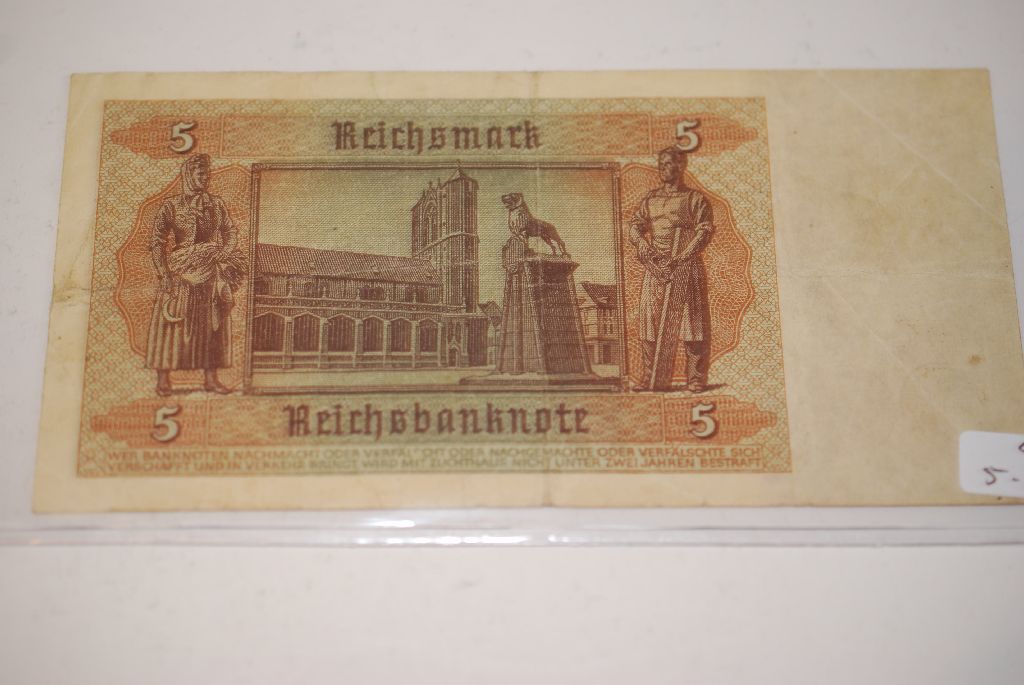 5 Reichsmark 5
5 Reichsbanknote 5
WER BANKNOTEN NACHMACHT ODER VERFÄLSCHT ODER NACHGEMACHTE ODER VERFÄLSCHTE SICH
VERSCHAFFT UND IN VERKEHR BRINGT, WIRD MIT ZUCHTHAUS NICHT UNTER ZWEI JAHREN BESTRAFT
5.